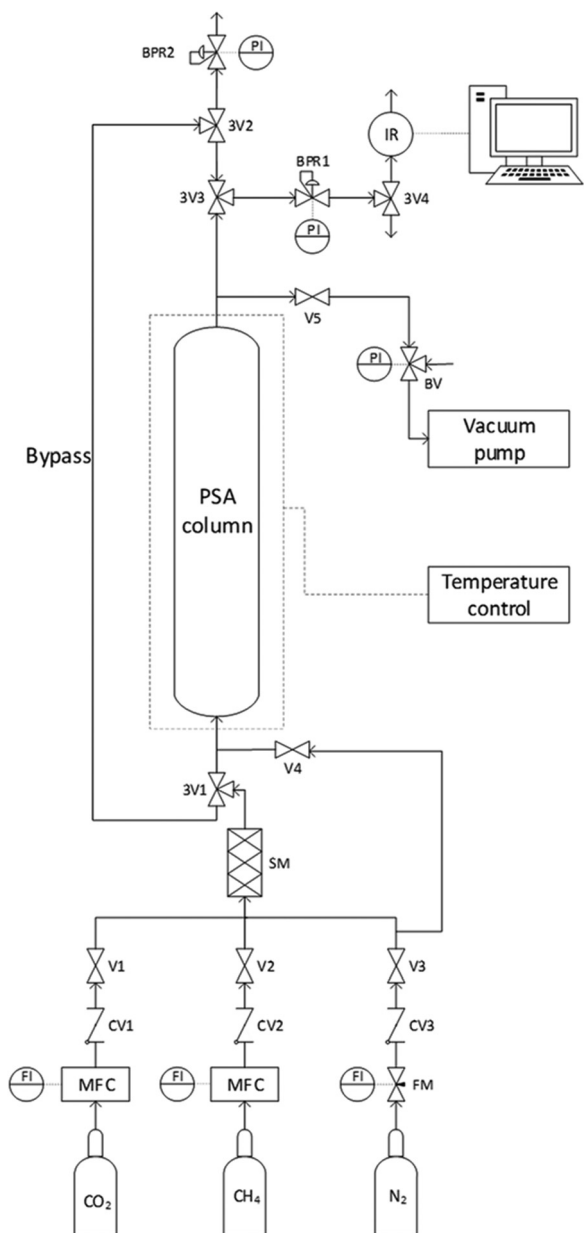 BPR2
PI
3V2
IR
BPR1
3V3
3V4
PI
V5
PI
BV
Vacuum
pump
Bypass
PSA
column
Temperature
control
V4
3V1
SM
V1
V2
V3
CV1
CV2
CV3
FI
MFC
FI
MFC
FI
FM
CO₂
CH₄
N₂